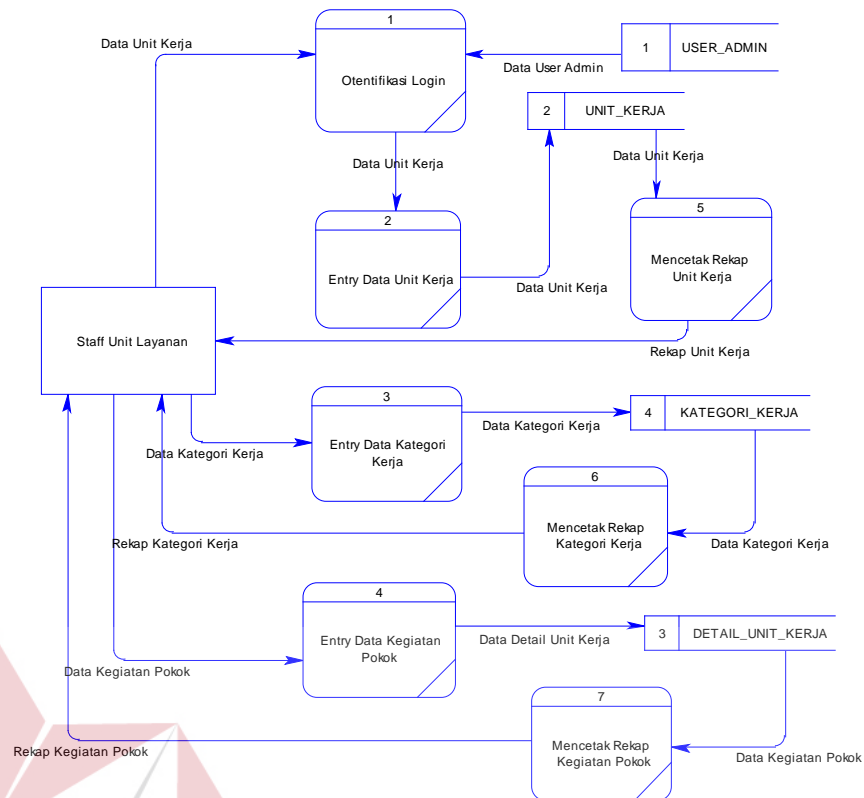 1
Data Unit Kerja
Otentifikasi Login
Data User Admin
1
USER_ADMIN
2
UNIT_KERJA
Data Unit Kerja
Data Unit Kerja
2
Entry Data Unit Kerja
Data Unit Kerja
5
Mencetak Rekap
Unit Kerja
Staff Unit Layanan
Rekap Unit Kerja
3
Entry Data Kategori
Kerja
Data Kategori Kerja
Data Kategori Kerja
4
KATEGORI_KERJA
6
Mencetak Rekap
Kategori Kerja
Rekap Kategori Kerja
Data Kategori Kerja
4
Entry Data Kegiatan
Pokok
Data Kegiatan Pokok
Data Detail Unit Kerja
3
DETAIL_UNIT_KERJA
7
Mencetak Rekap
Kegiatan Pokok
Rekap Kegiatan Pokok
Data Kegiatan Pokok